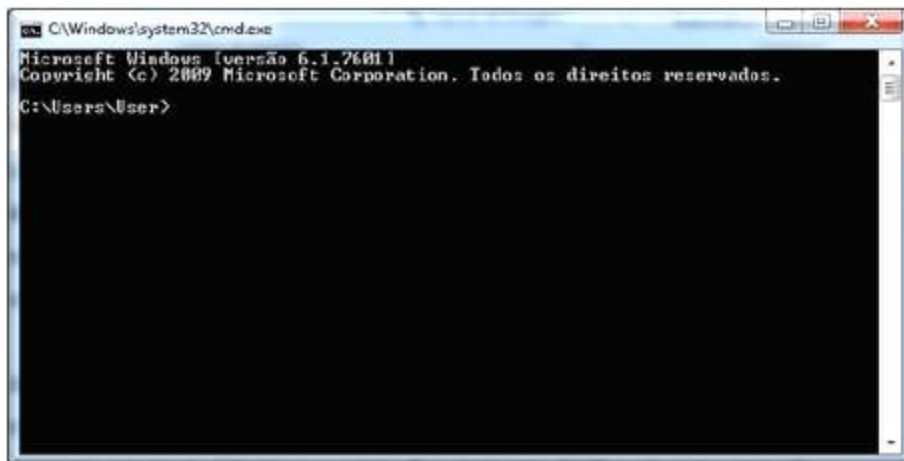 C:\Windows\system32\cmd.exe
Microsoft Windows [versão 6.1.7601]
Copyright (c) 2009 Microsoft Corporation. Todos os direitos reservados.
C:\Users\User>